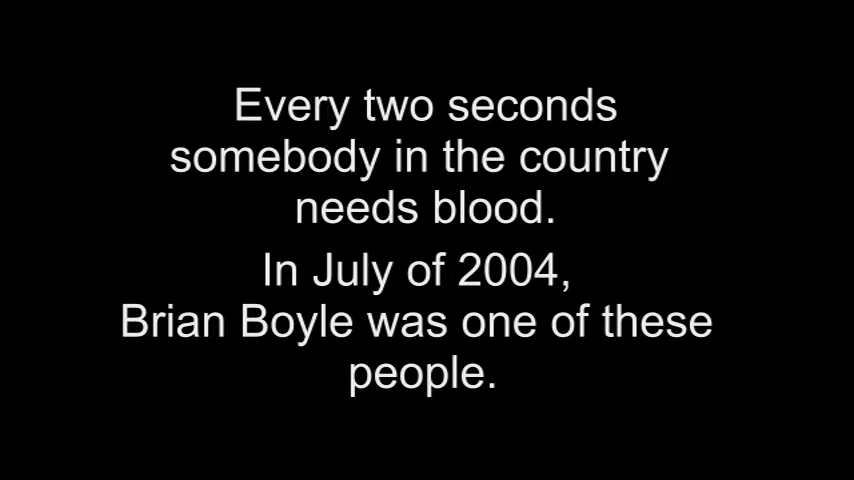 Every two seconds
somebody in the country
needs blood.
In July of 2004,
Brian Boyle was one of these
people.